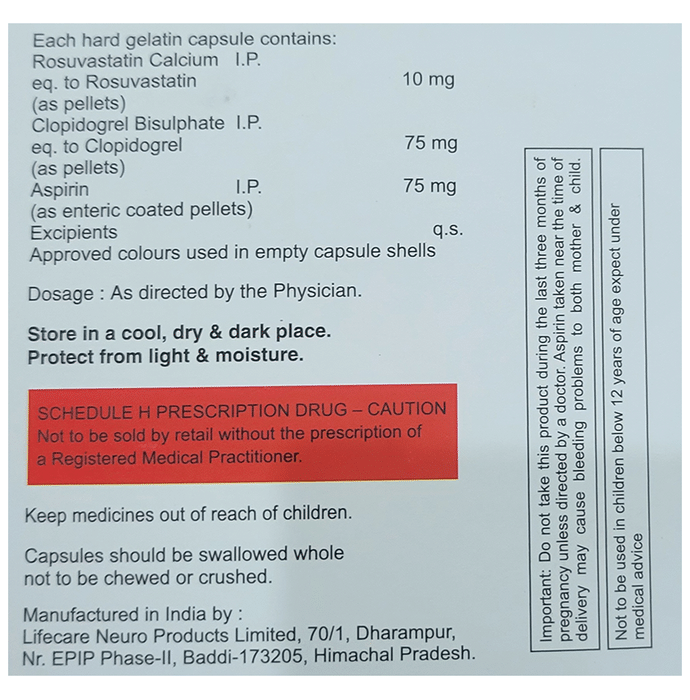 Each hard gelatin capsule contains:
Rosuvastatin Calcium I.P.
eq. to Rosuvastatin 10 mg
(as pellets)
Clopidogrel Bisulphate I.P.
eq. to Clopidogrel 75 mg
(as pellets)
Aspirin I.P. 75 mg
(as enteric coated pellets)
Excipients q.s.
Approved colours used in empty capsule shells
Dosage : As directed by the Physician.
Store in a cool, dry & dark place.
Protect from light & moisture.
SCHEDULE H PRESCRIPTION DRUG – CAUTION
Not to be sold by retail without the prescription of
a Registered Medical Practitioner.
Keep medicines out of reach of children.
Capsules should be swallowed whole
not to be chewed or crushed.
Manufactured in India by :
Lifecare Neuro Products Limited, 70/1, Dharampur,
Nr. EPIP Phase-II, Baddi-173205, Himachal Pradesh.
Important: Do not take this product during the last three months of
pregnancy unless directed by a doctor. Aspirin taken near the time of
delivery may cause bleeding problems to both mother & child.
Not to be used in children below 12 years of age expect under
medical advice